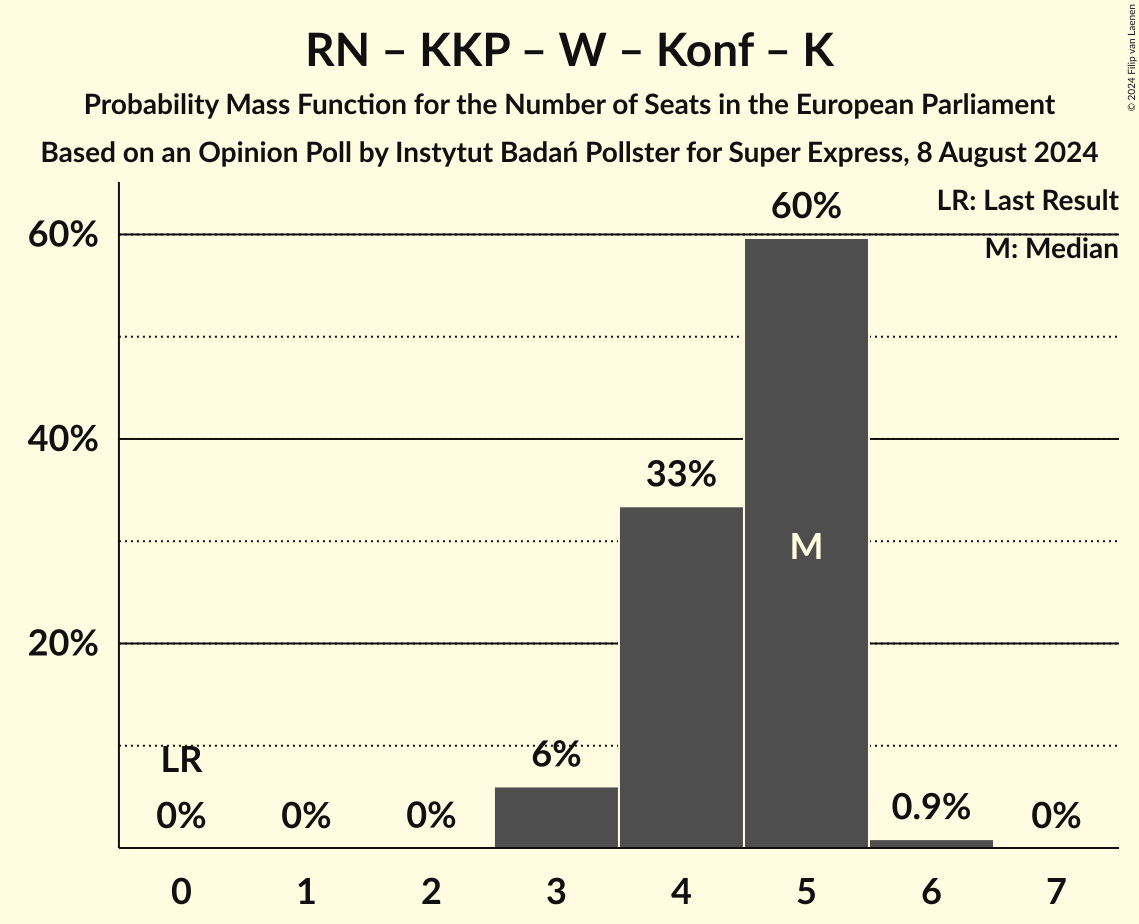 RN – KKP – W – Konf – K
Probability Mass Function for the Number of Seats in the European Parliament
Based on an Opinion Poll by Instytut Badań Pollster for Super Express, 8 August 2024
© 2024 Filip van Laenen
LR: Last Result
M: Median
60%
40%
20%
60%
33%
M
6%
LR
0%
0%
0%
0.9%
0%
0 1 2 3 4 5 6 7